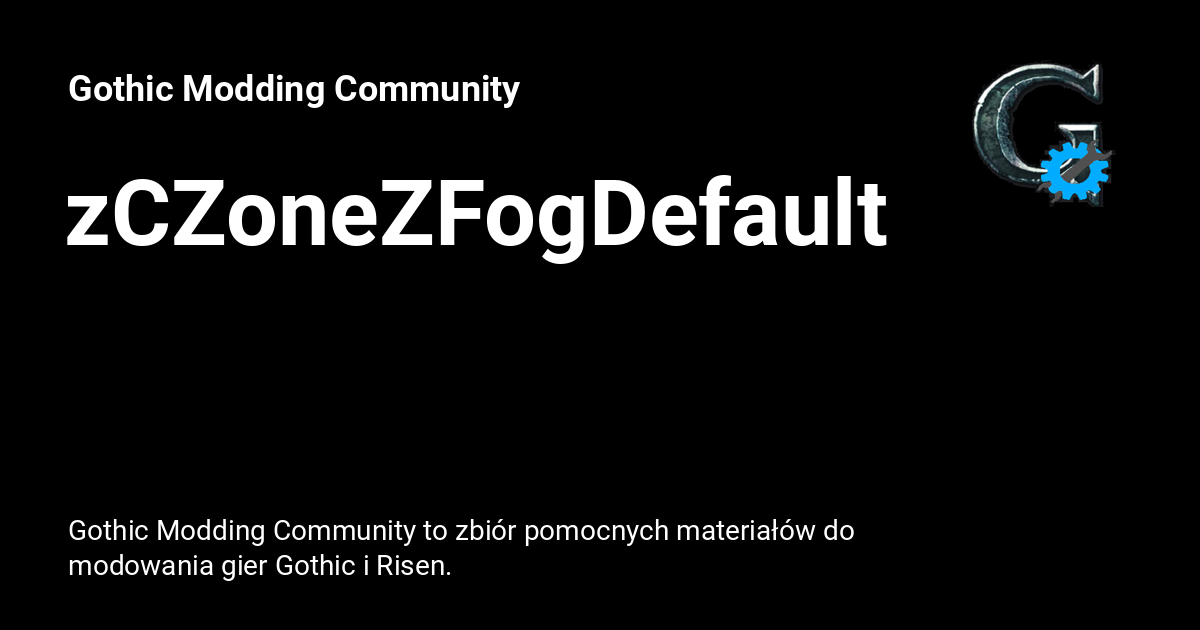 Gothic Modding Community
zCZoneZFogDefault
Gothic Modding Community to zbiór pomocnych materiałów do
modowania gier Gothic i Risen.